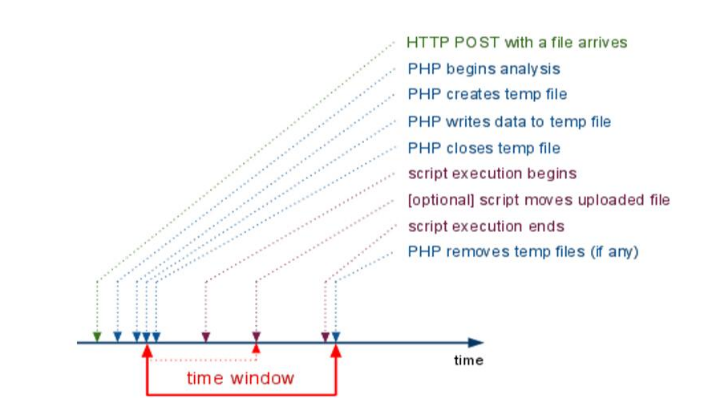 HTTP POST with a file arrives
PHP begins analysis
PHP creates temp file
PHP writes data to temp file
PHP closes temp file
script execution begins
[optional] script moves uploaded file
script execution ends
PHP removes temp files (if any)
time
time window